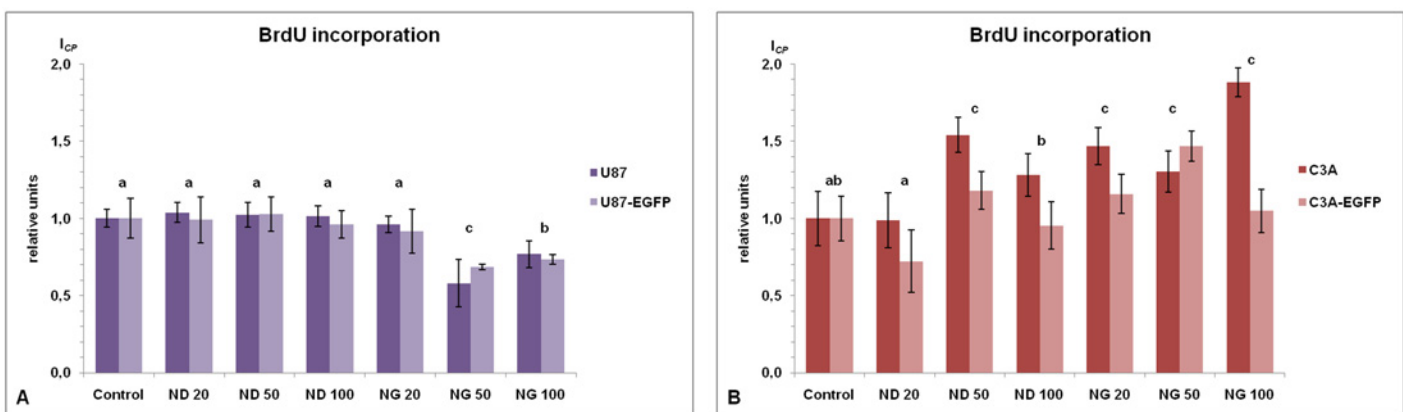 BrdU incorporation
I_CP
2,0
1,5
1,0
0,5
0,0
relative units
a
a
a
a
a
c
b
U87
U87-EGFP
Control ND 20 ND 50 ND 100 NG 20 NG 50 NG 100
A
BrdU incorporation
I_CP
2,0
1,5
1,0
0,5
0,0
relative units
ab
a
c
b
c
c
c
C3A
C3A-EGFP
Control ND 20 ND 50 ND 100 NG 20 NG 50 NG 100
B